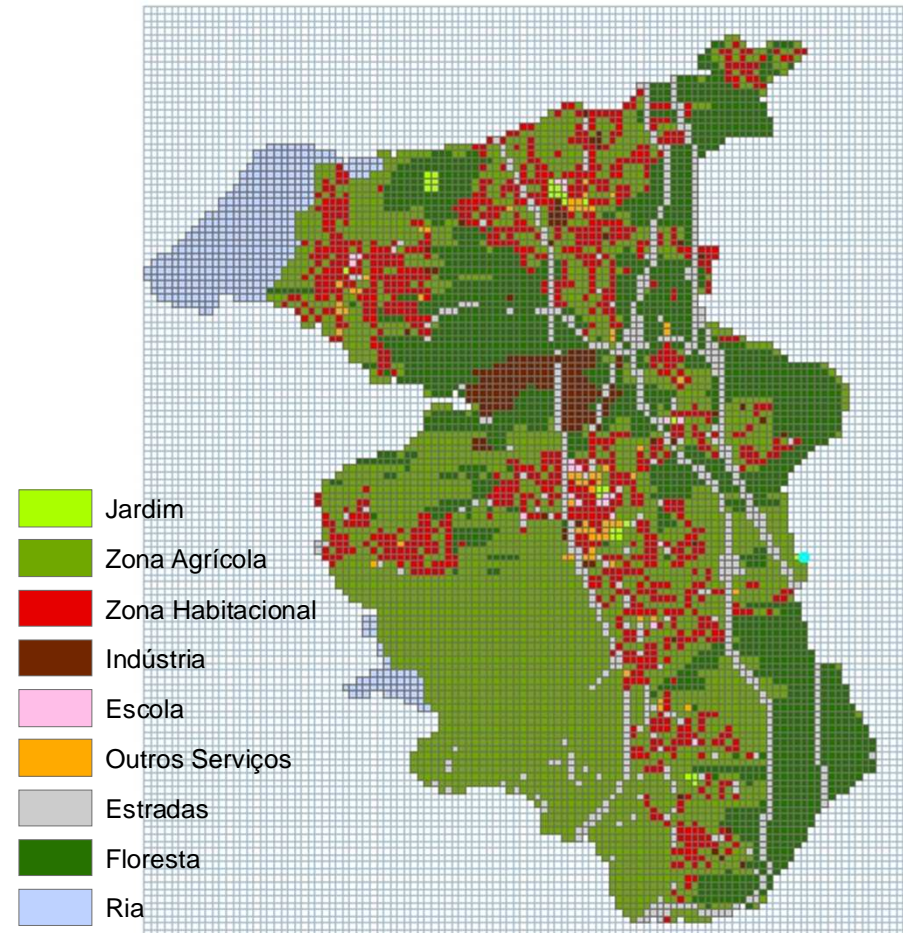 Jardim
Zona Agrícola
Zona Habitacional
Indústria
Escola
Outros Serviços
Estradas
Floresta
Ria